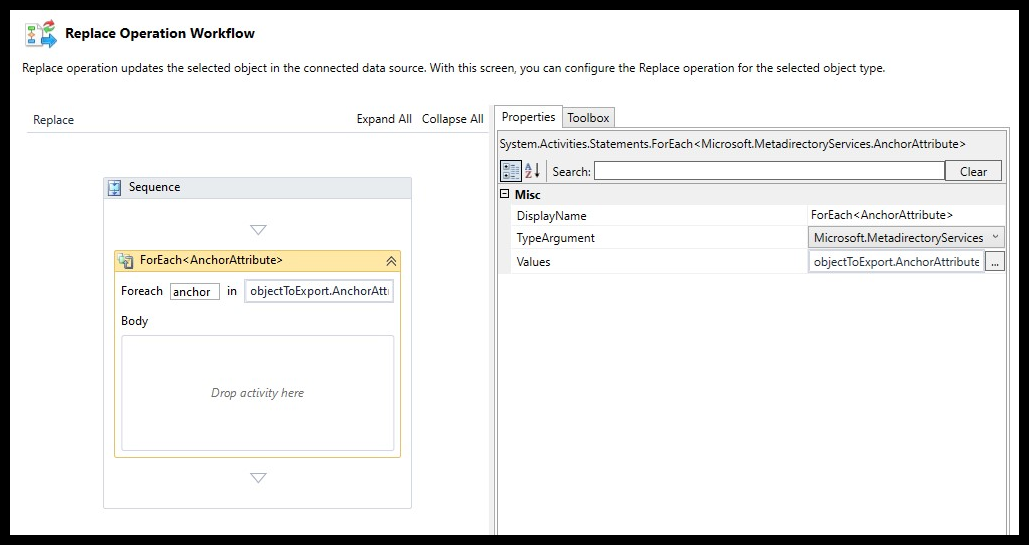 Replace Operation Workflow
Replace operation updates the selected object in the connected data source. With this screen, you can configure the Replace operation for the selected object type.
Replace
Expand All Collapse All
Sequence
ForEach<AnchorAttribute>
Foreach anchor in objectToExport.AnchorAtt
Body
Drop activity here
Properties Toolbox
System.Activities.Statements.ForEach<Microsoft.MetadirectoryServices.AnchorAttribute>
A Z Search: Clear
Misc
DisplayName ForEach<AnchorAttribute>
TypeArgument Microsoft.MetadirectoryServices
Values objectToExport.AnchorAttribute ...